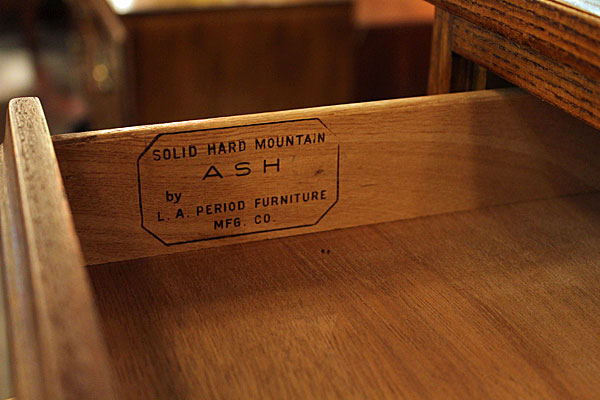 SOLID HARD MOUNTAIN
ASH
by
L. A. PERIOD FURNITURE
MFG. CO.